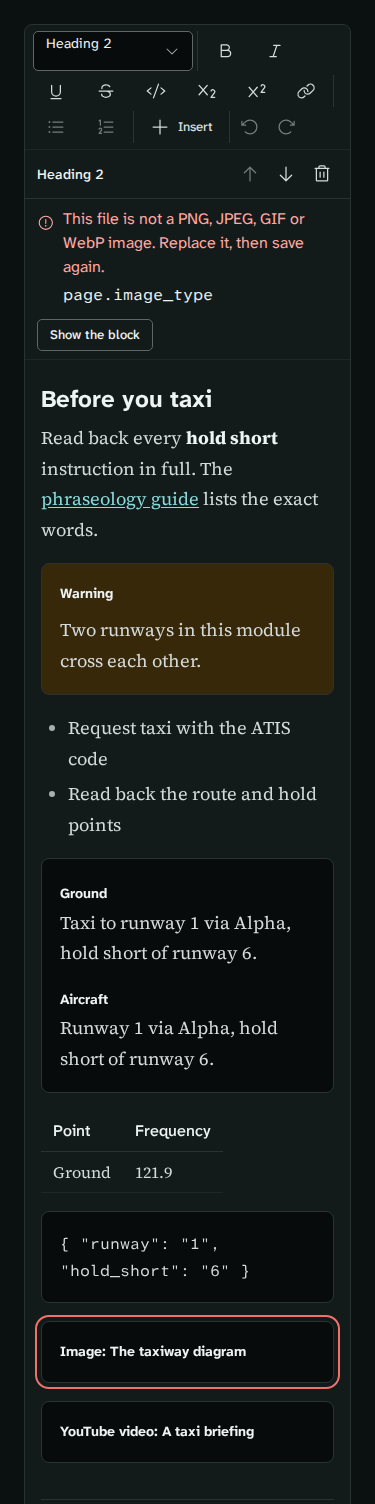 Heading 2
B I
U S </> X2 X2
Insert
Heading 2
This file is not a PNG, JPEG, GIF or
WebP image. Replace it, then save
again.
page.image_type
Show the block
Before you taxi
Read back every hold short
instruction in full. The
phraseology guide lists the exact
words.
Warning
Two runways in this module
cross each other.
Request taxi with the ATIS
code
Read back the route and hold
points
Ground
Taxi to runway 1 via Alpha,
hold short of runway 6.
Aircraft
Runway 1 via Alpha, hold
short of runway 6.
Point Frequency
Ground 121.9
{ "runway": "1",
"hold_short": "6" }
Image: The taxiway diagram
YouTube video: A taxi briefing